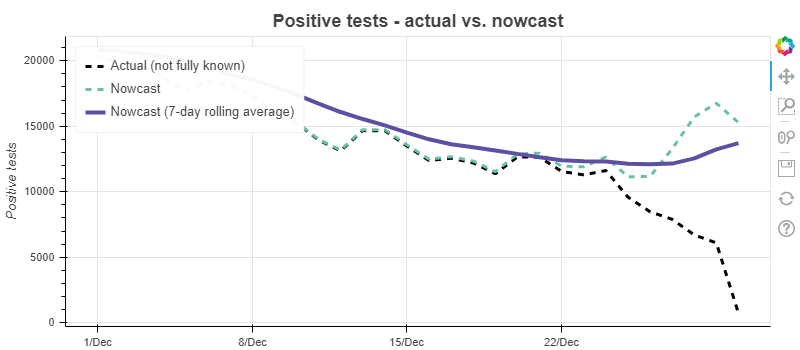 Positive tests - actual vs. nowcast
20000
15000
10000
5000
0
Positive tests
Actual (not fully known)
Nowcast
Nowcast (7-day rolling average)
1/Dec
8/Dec
15/Dec
22/Dec